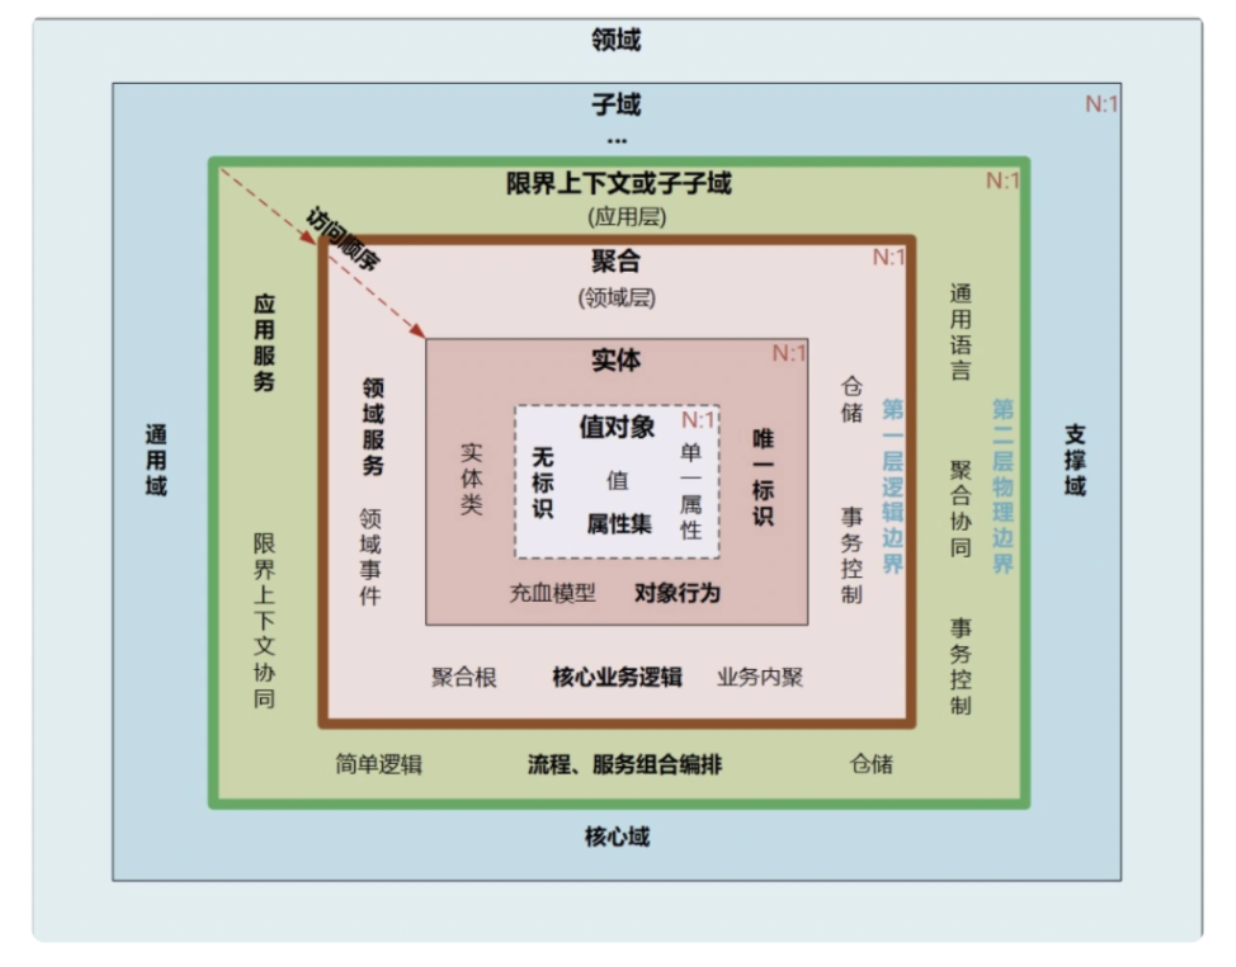 领域
子域
N:1
...
限界上下文或子子域
N:1
(应用层)
访问顺序
聚合
N:1
(领域层)
实体
N:1
值对象
N:1
无标识
值
属性集
单一属性
实体类
唯一标识
充血模型
对象行为
领域服务
领域事件
仓储
事务控制
第一层逻辑边界
聚合根
核心业务逻辑
业务内聚
应用服务
限界上下文协同
通用语言
聚合协同
事务控制
第二层物理边界
简单逻辑
流程、服务组合编排
仓储
通用域
支撑域
核心域